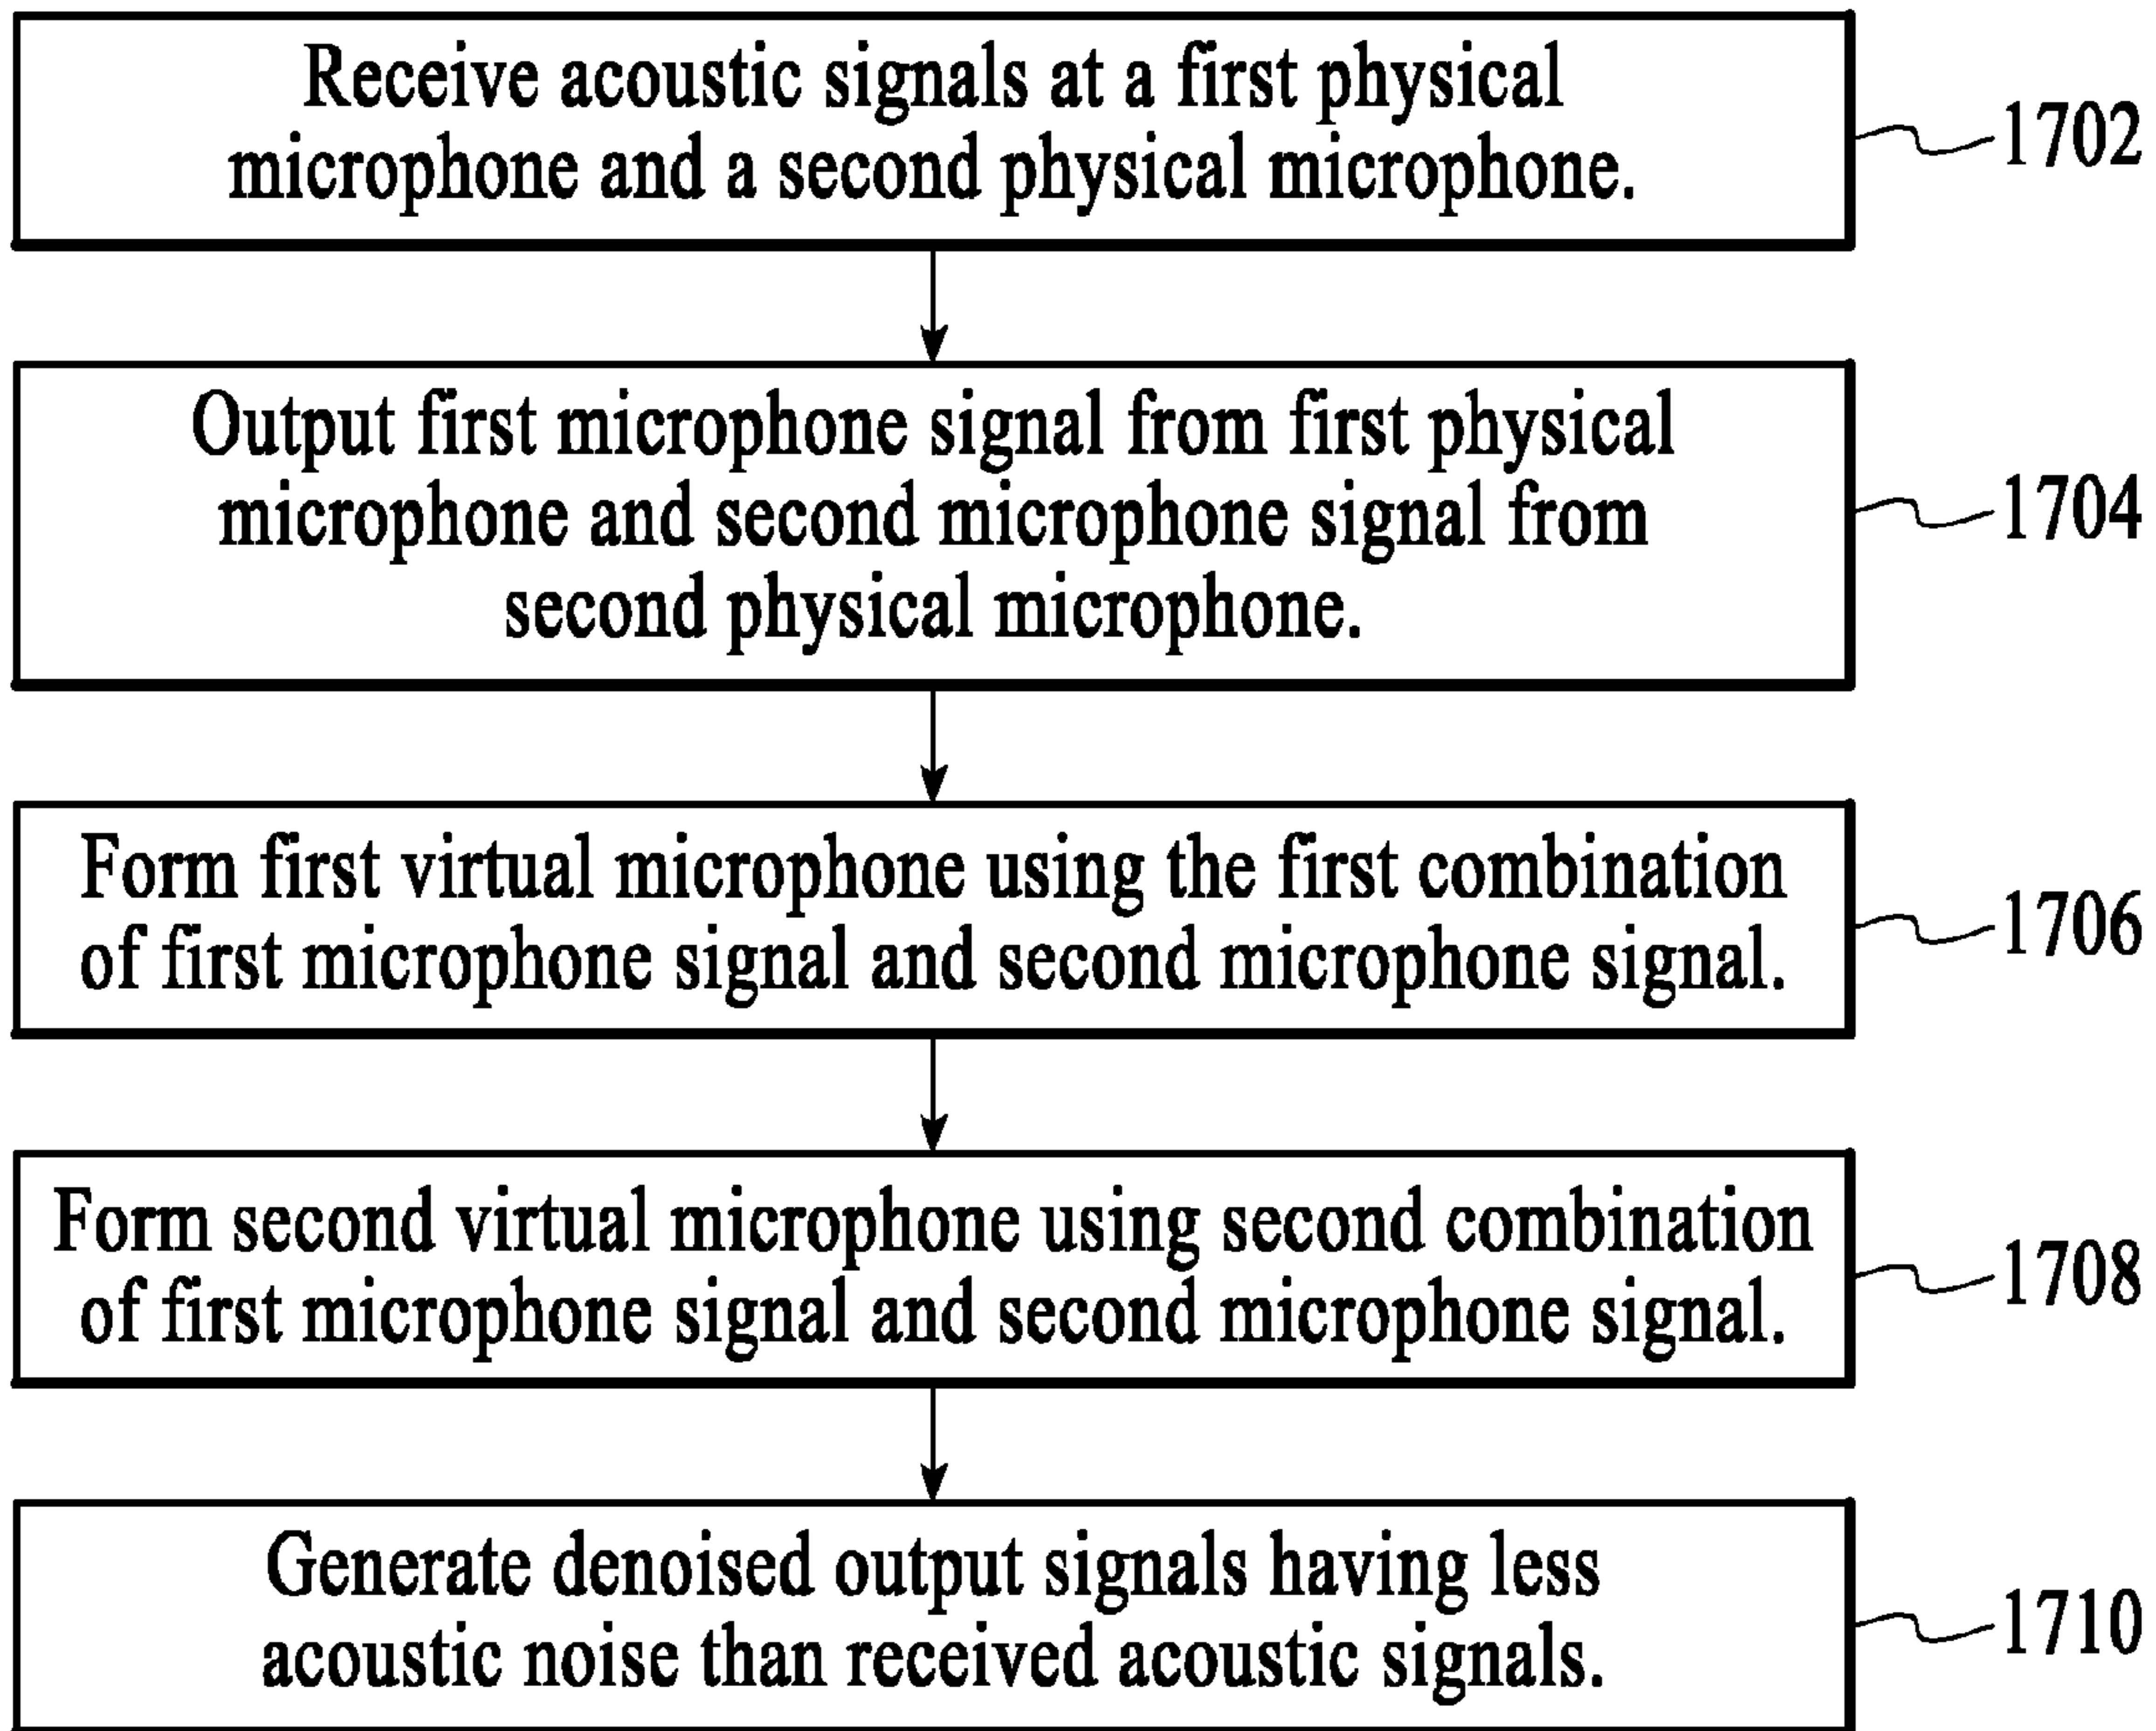 Receive acoustic signals at a first physical
microphone and a second physical microphone.
1702
Output first microphone signal from first physical
microphone and second microphone signal from
second physical microphone.
1704
Form first virtual microphone using the first combination
of first microphone signal and second microphone signal.
1706
Form second virtual microphone using second combination
of first microphone signal and second microphone signal.
1708
Generate denoised output signals having less
acoustic noise than received acoustic signals.
1710